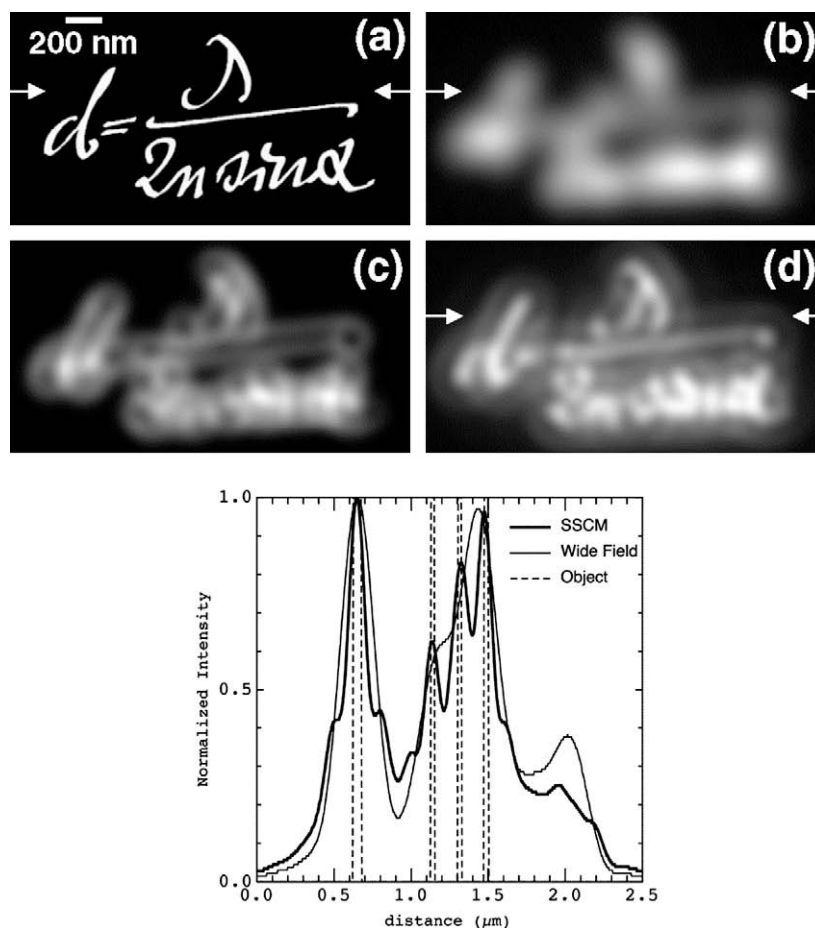 200 nm
(a)
(b)
d = λ / 2n sinα
(c)
(d)
1.0
0.5
0.0
Normalized Intensity
SSCM
Wide Field
Object
0.0 0.5 1.0 1.5 2.0 2.5
distance (μm)